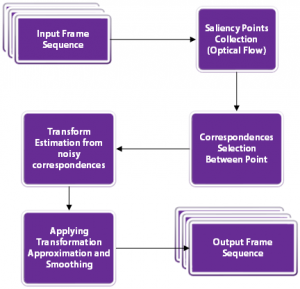 Input Frame
Sequence
Saliency Points
Collection
(Optical Flow)
Correspondences
Selection
Between Point
Transform
Estimation from
noisy
correspondences
Applying
Transformation
Approximation and
Smoothing
Output Frame
Sequence